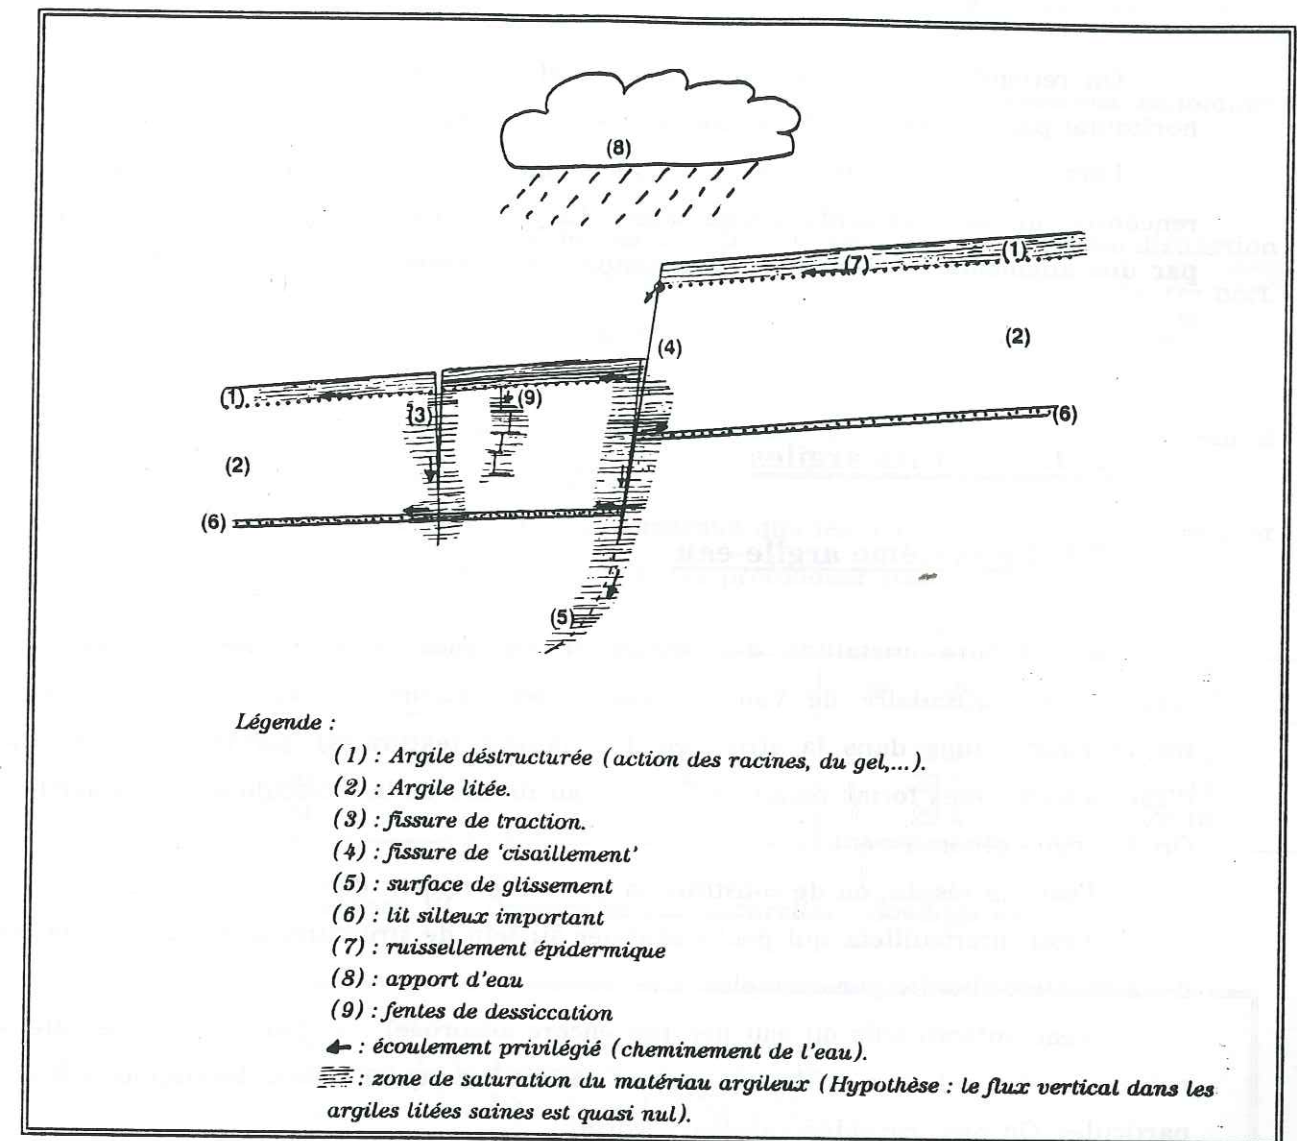 (8)
(7)
(1)
(2)
(4)
(1)
(3)
(9)
(6)
(2)
(6)
(5)
Légende :
(1) : Argile déstructurée (action des racines, du gel,...).
(2) : Argile litée.
(3) : fissure de traction.
(4) : fissure de 'cisaillement'
(5) : surface de glissement
(6) : lit silteux important
(7) : ruissellement épidermique
(8) : apport d'eau
(9) : fentes de dessiccation
: écoulement privilégié (cheminement de l'eau).
: zone de saturation du matériau argileux (Hypothèse : le flux vertical dans les
argiles litées saines est quasi nul).